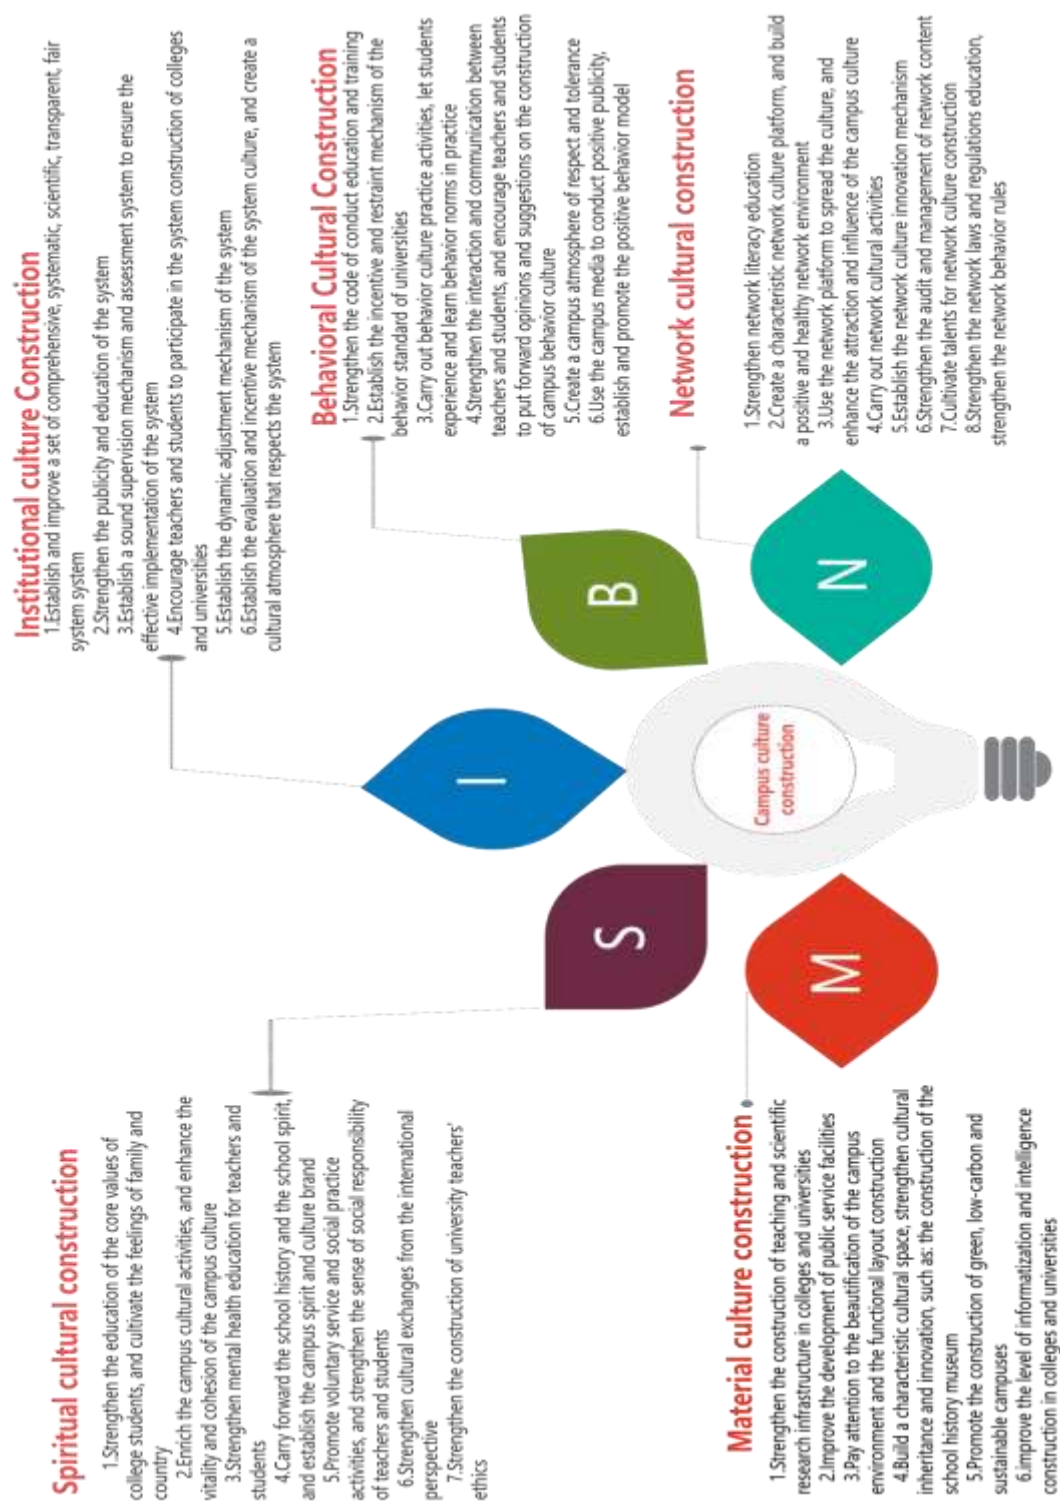 Spiritual cultural construction
1.Strengthen the education of the core values of
college students, and cultivate the feelings of family and
country
2.Enrich the campus cultural activities, and enhance the
vitality and cohesion of the campus culture
3.Strengthen mental health education for teachers and
students
4.Carry forward the school history and the school spirit,
and establish the campus spirit and culture brand
5.Promote voluntary service and social practice
activities, and strengthen the sense of social responsibility
of teachers and students
6.Strengthen cultural exchanges from the international
perspective
7.Strengthen the construction of university teachers'
ethics
Institutional culture Construction
1.Establish and improve a set of comprehensive, systematic, scientific, transparent, fair
system system
2.Strengthen the publicity and education of the system
3.Establish a sound supervision mechanism and assessment system to ensure the
effective implementation of the system
4.Encourage teachers and students to participate in the system construction of colleges
and universities
5.Establish the dynamic adjustment mechanism of the system
6.Establish the evaluation and incentive mechanism of the system culture, and create a
cultural atmosphere that respects the system
Behavioral Cultural Construction
1.Strengthen the code of conduct education and training
2.Establish the incentive and restraint mechanism of the
behavior standard of universities
3.Carry out behavior culture practice activities, let students
experience and learn behavior norms in practice
4.Strengthen the interaction and communication between
teachers and students, and encourage teachers and students
to put forward opinions and suggestions on the construction
of campus behavior culture
5.Create a campus atmosphere of respect and tolerance
6.Use the campus media to conduct positive publicity,
establish and promote the positive behavior model
I
S
B
Material culture construction
1.Strengthen the construction of teaching and scientific
research infrastructure in colleges and universities
2.Improve the development of public service facilities
3.Pay attention to the beautification of the campus
environment and the functional layout construction
4.Build a characteristic cultural space, strengthen cultural
inheritance and innovation, such as: the construction of the
school history museum
5.Promote the construction of green, low-carbon and
sustainable campuses
6.improve the level of informatization and intelligence
construction in colleges and universities
M
Campus culture
construction
N
Network cultural construction
1.Strengthen network literacy education
2.Create a characteristic network culture platform, and build
a positive and healthy network environment
3.Use the network platform to spread the culture, and
enhance the attraction and influence of the campus culture
4.Carry out network cultural activities
5.Establish the network culture innovation mechanism
6.Strengthen the audit and management of network content
7.Cultivate talents for network culture construction
8.Strengthen the network laws and regulations education,
strengthen the network behavior rules